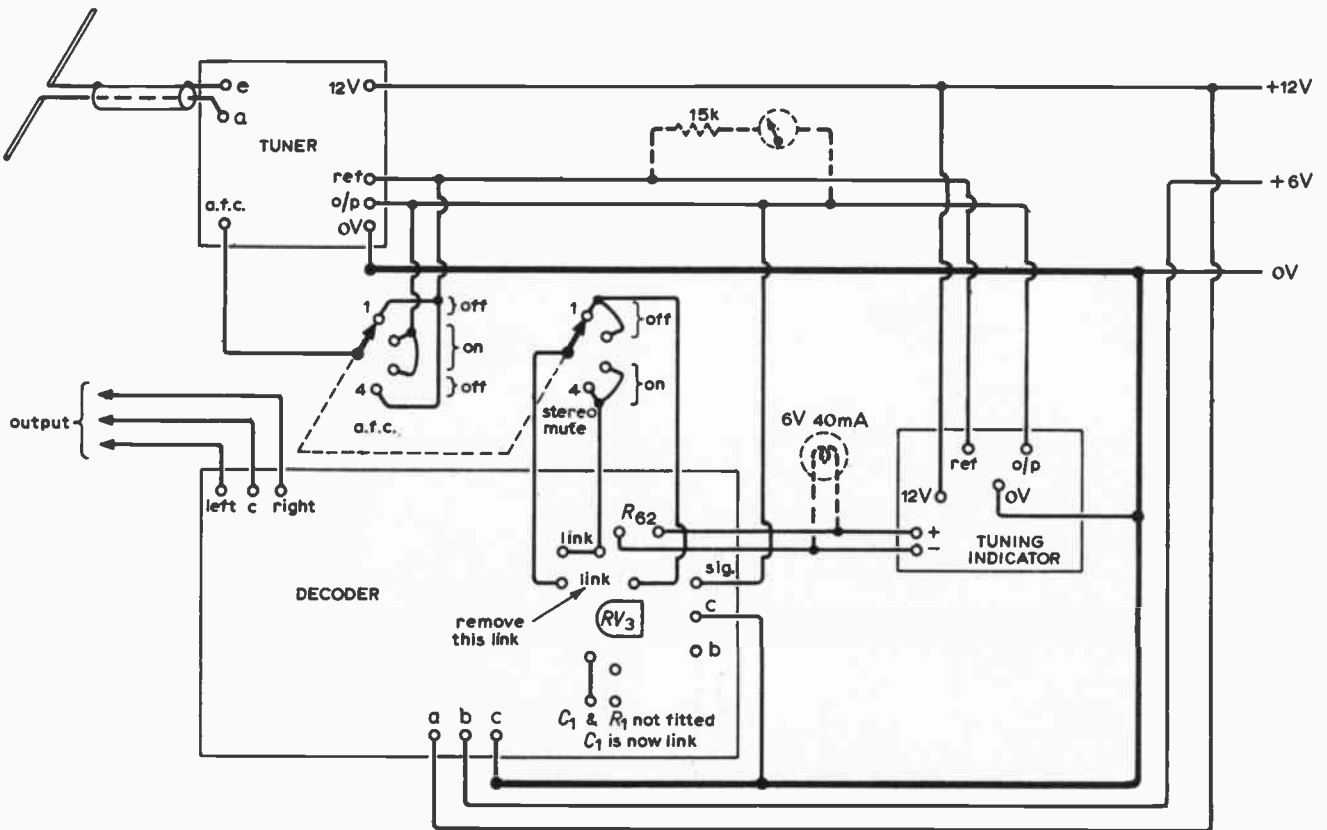 e
a
TUNER
12V
ref
o/p
0V
a.f.c.
15k
+12V
+6V
0V
1
off
on
4
off
a.f.c.
1
off
on
4
stereo
mute
output
left c right
6V 40mA
ref
o/p
12V
0V
+
−
TUNING
INDICATOR
R62
link
link
sig.
DECODER
remove
this link
RV3
c
b
C1 & R1 not fitted
C1 is now link
a b c